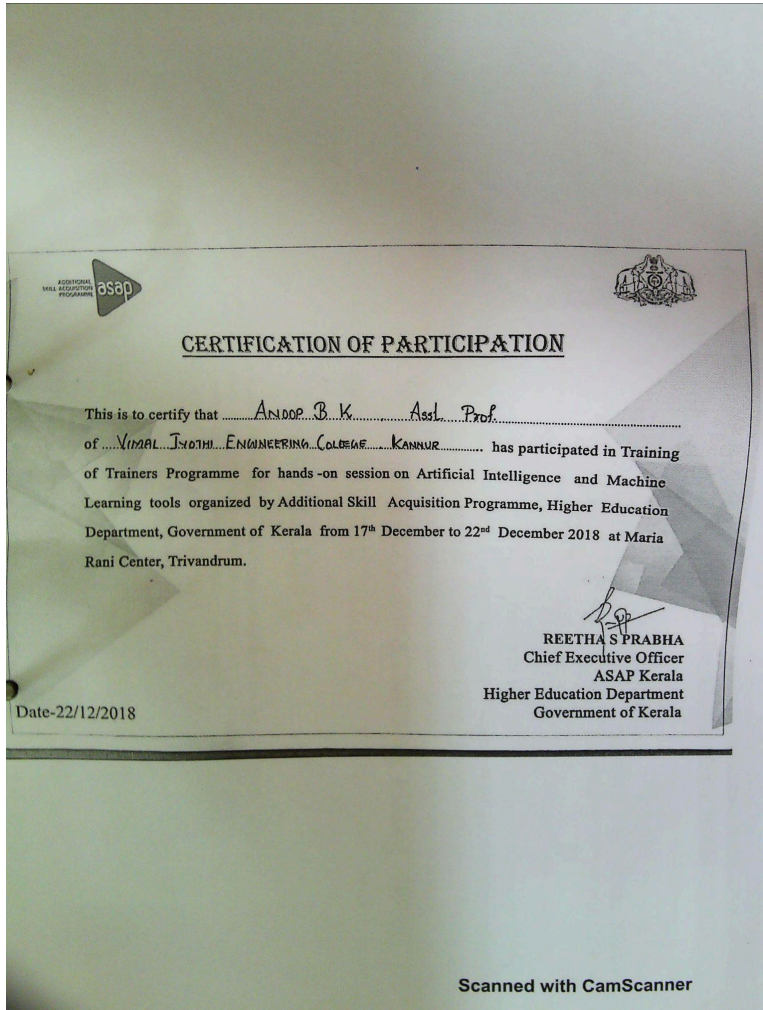 ADDITIONAL
SKILL ACQUISITION
PROGRAMME
asap
CERTIFICATION OF PARTICIPATION
This is to certify that ANOOP B K Asst. Prof.
of VIMAL JYOTHI ENGINEERING COLLEGE KANNUR has participated in Training
of Trainers Programme for hands -on session on Artificial Intelligence and Machine
Learning tools organized by Additional Skill Acquisition Programme, Higher Education
Department, Government of Kerala from 17th December to 22nd December 2018 at Maria
Rani Center, Trivandrum.
REETHA S PRABHA
Chief Executive Officer
ASAP Kerala
Higher Education Department
Government of Kerala
Date-22/12/2018
Scanned with CamScanner